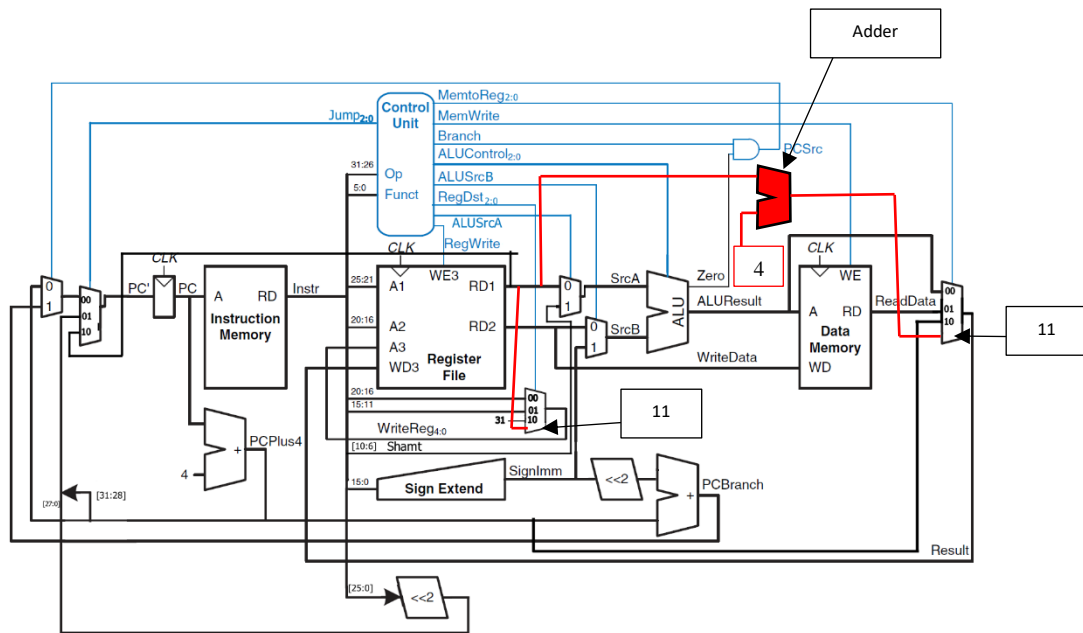 Adder
MemtoReg2:0
MemWrite
Branch
ALUControl2:0
ALUSrcB
RegDst2:0
ALUSrcA
RegWrite
Jump2:0
Control
Unit
Op
Funct
31:26
5:0
PCSrc
4
CLK
CLK
CLK
0
1
00
01
10
PC'
PC
A
RD
Instruction
Memory
Instr
25:21
20:16
A1
A2
A3
WD3
WE3
RD1
RD2
Register
File
0
1
0
1
SrcA
SrcB
ALU
Zero
ALUResult
WriteData
WE
A
RD
Data
Memory
WD
ReadData
00
01
10
11
20:16
15:11
31
00
01
10
11
WriteReg4:0
[10:6]
Shamt
PCPlus4
+
4
15:0
Sign Extend
SignImm
<<2
+
PCBranch
[27:0]
[31:28]
Result
[25:0]
<<2